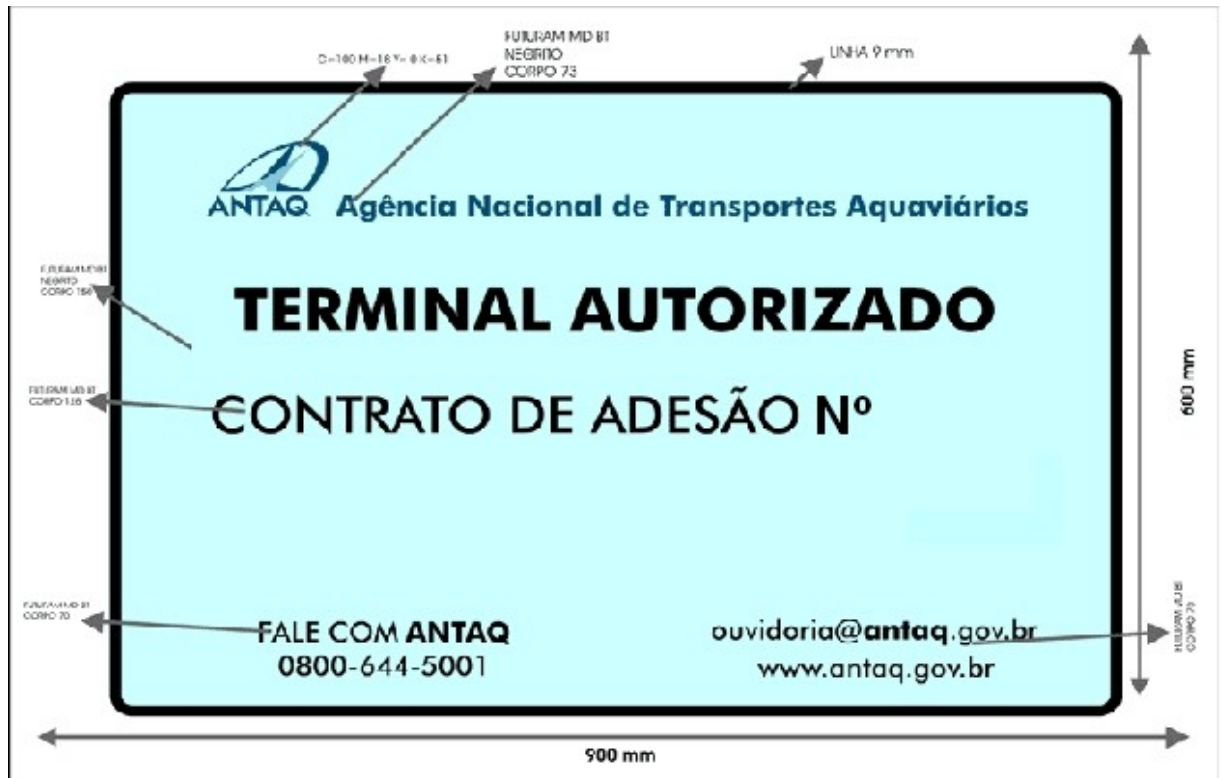 FUTURAM MD BT
NEGRITO
CORPO 73
LINHA 9 mm
ANTAQ
Agência Nacional de Transportes Aquaviários
NEGRITO
TERMINAL AUTORIZADO
CONTRATO DE ADESÃO Nº
600 mm
FALE COM ANTAQ
0800-644-5001
ouvidoria@antaq.gov.br
www.antaq.gov.br
900 mm